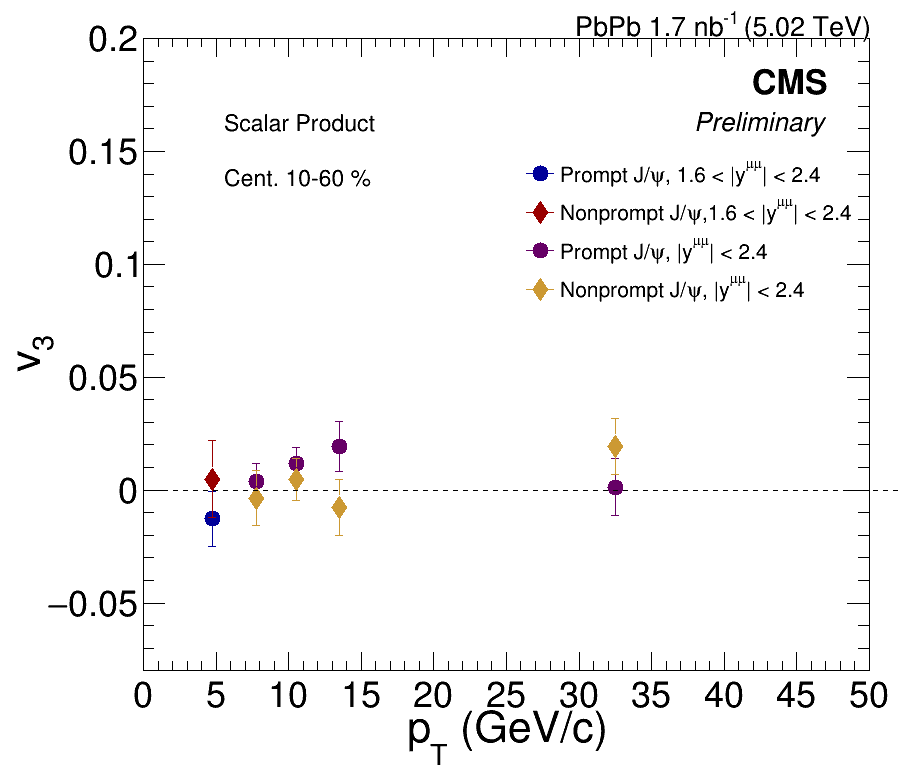 PbPb 1.7 nb⁻¹ (5.02 TeV)
CMS
Preliminary
Scalar Product
Cent. 10-60 %
Prompt J/ψ, 1.6 < |y^μμ| < 2.4
Nonprompt J/ψ,1.6 < |y^μμ| < 2.4
Prompt J/ψ, |y^μμ| < 2.4
Nonprompt J/ψ, |y^μμ| < 2.4
v₃
0.2
0.15
0.1
0.05
0
−0.05
0 5 10 15 20 25 30 35 40 45 50
p_T (GeV/c)